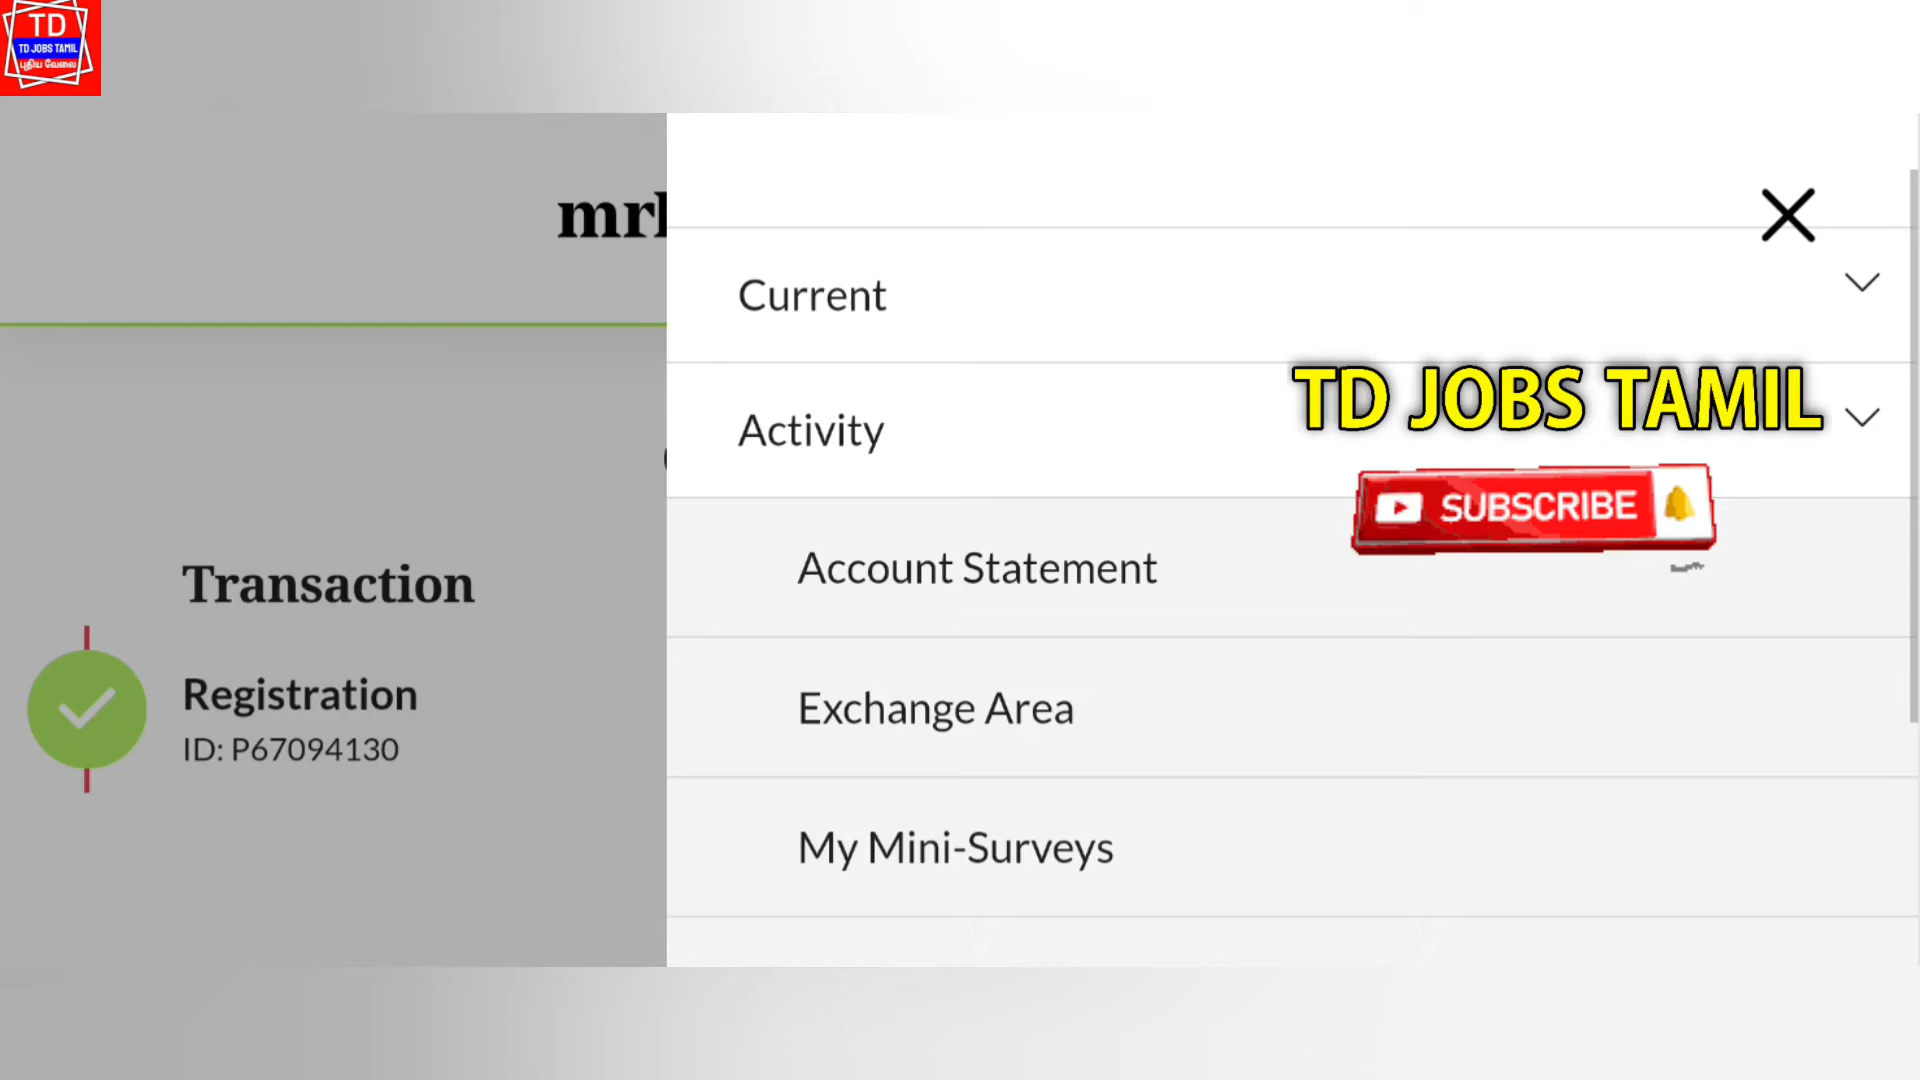 TD
TD JOBS TAMIL
புதிய வேலை
Current
Activity
TD JOBS TAMIL
SUBSCRIBE
Account Statement
Exchange Area
My Mini-Surveys
Transaction
Registration
ID: P67094130